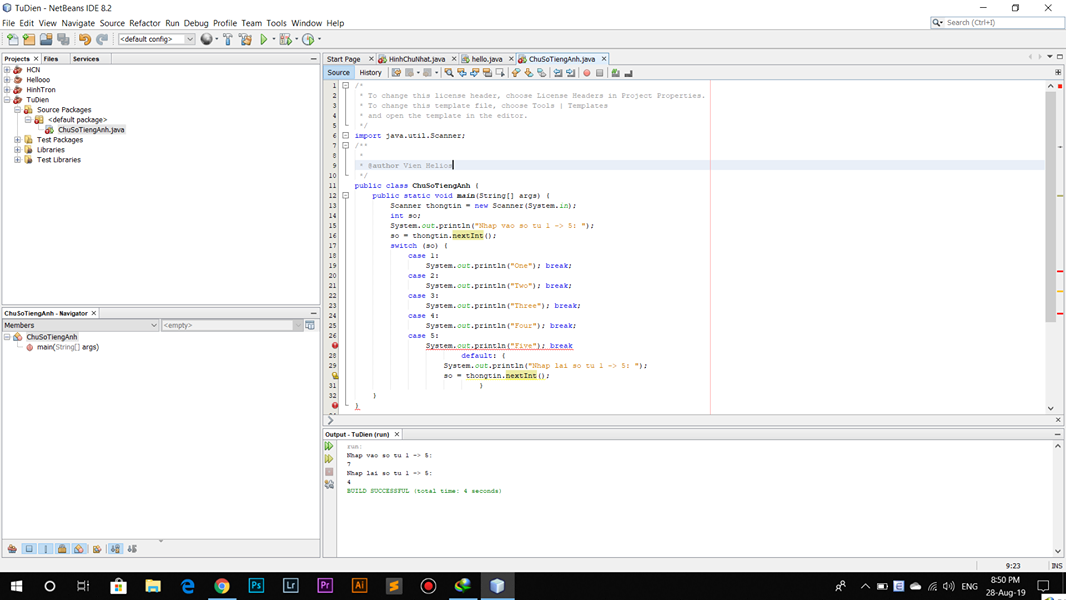 TuDien - NetBeans IDE 8.2
File Edit View Navigate Source Refactor Run Debug Profile Team Tools Window Help
<default config>
Search (Ctrl+I)
Projects Files Services
HCN
Hellooo
HinhTron
TuDien
Source Packages
<default package>
ChuSoTiengAnh.java
Test Packages
Libraries
Test Libraries
ChuSoTiengAnh - Navigator
Members <empty>
ChuSoTiengAnh
main(String[] args)
Start Page HinhChuNhat.java hello.java ChuSoTiengAnh.java
Source History
1 /*
2 * To change this license header, choose License Headers in Project Properties.
3 * To change this template file, choose Tools | Templates
4 * and open the template in the editor.
5 */
6 import java.util.Scanner;
7 /**
8 *
9 * @author Vien Helios
10 */
11 public class ChuSoTiengAnh {
12 public static void main(String[] args) {
13 Scanner thongtin = new Scanner(System.in);
14 int so;
15 System.out.println("Nhap vao so tu 1 -> 5: ");
16 so = thongtin.nextInt();
17 switch (so) {
18 case 1:
19 System.out.println("One"); break;
20 case 2:
21 System.out.println("Two"); break;
22 case 3:
23 System.out.println("Three"); break;
24 case 4:
25 System.out.println("Four"); break;
26 case 5:
System.out.println("Five"); break
28 default: {
29 System.out.println("Nhap lai so tu 1 -> 5: ");
so = thongtin.nextInt();
31 }
32 }
}
Output - TuDien (run)
run:
Nhap vao so tu 1 -> 5:
7
Nhap lai so tu 1 -> 5:
4
BUILD SUCCESSFUL (total time: 4 seconds)
9:23 INS
Ps Lr Pr Ai
ENG
8:50 PM
28-Aug-19